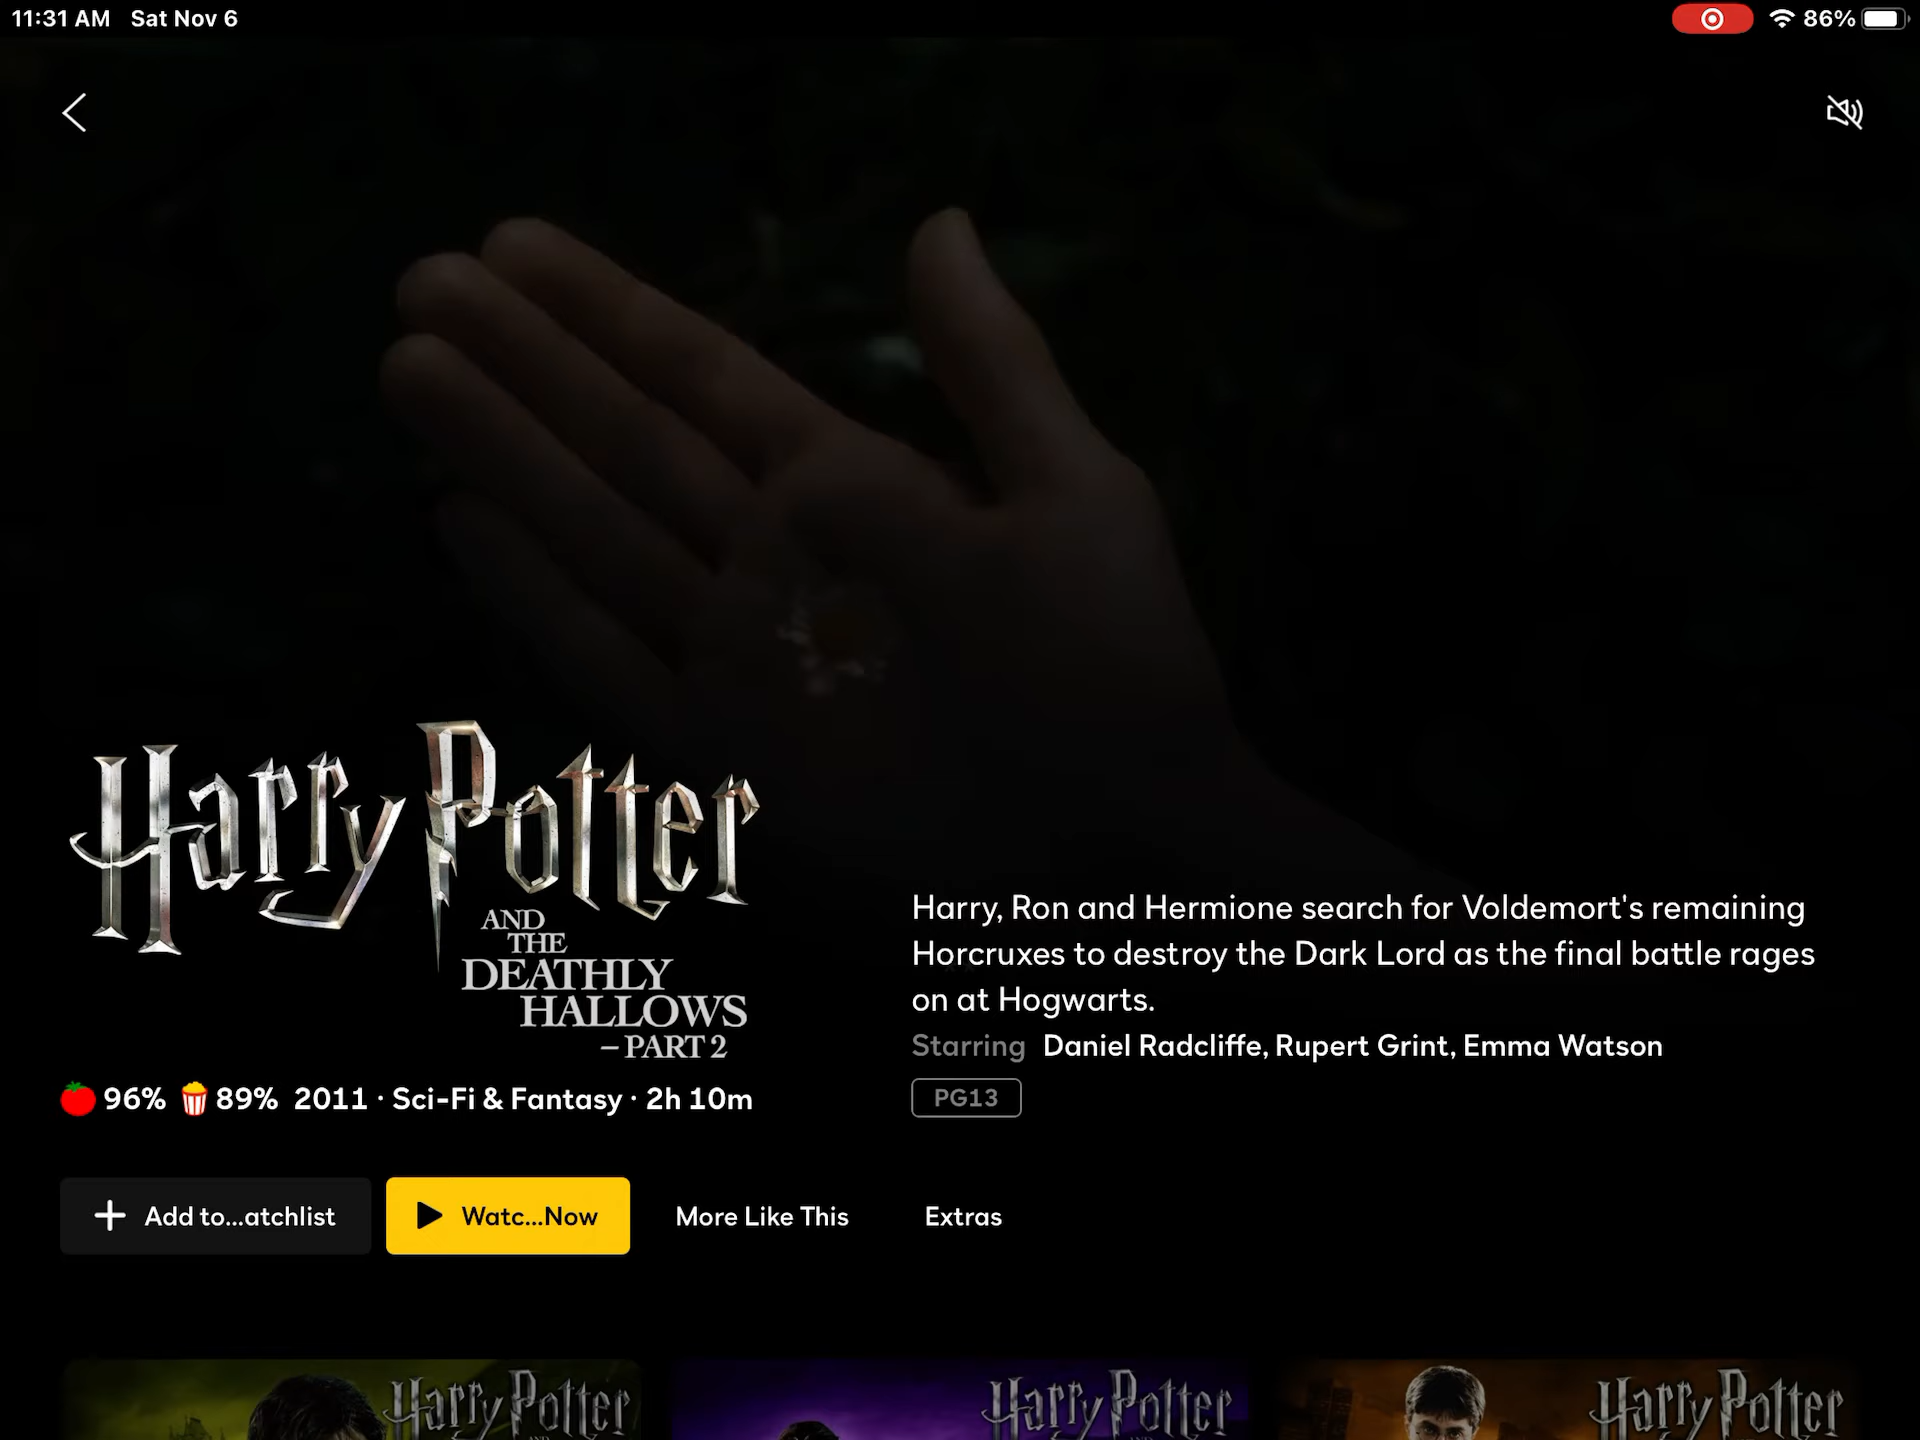 11:31 AM Sat Nov 6
86%
Harry Potter
AND
THE
DEATHLY
HALLOWS
– PART 2
Harry, Ron and Hermione search for Voldemort's remaining
Horcruxes to destroy the Dark Lord as the final battle rages
on at Hogwarts.
Starring Daniel Radcliffe, Rupert Grint, Emma Watson
96% 89% 2011 · Sci-Fi & Fantasy · 2h 10m
PG13
Add to...atchlist
Watc...Now
More Like This
Extras
Harry Potter
Harry Potter
Harry Potter